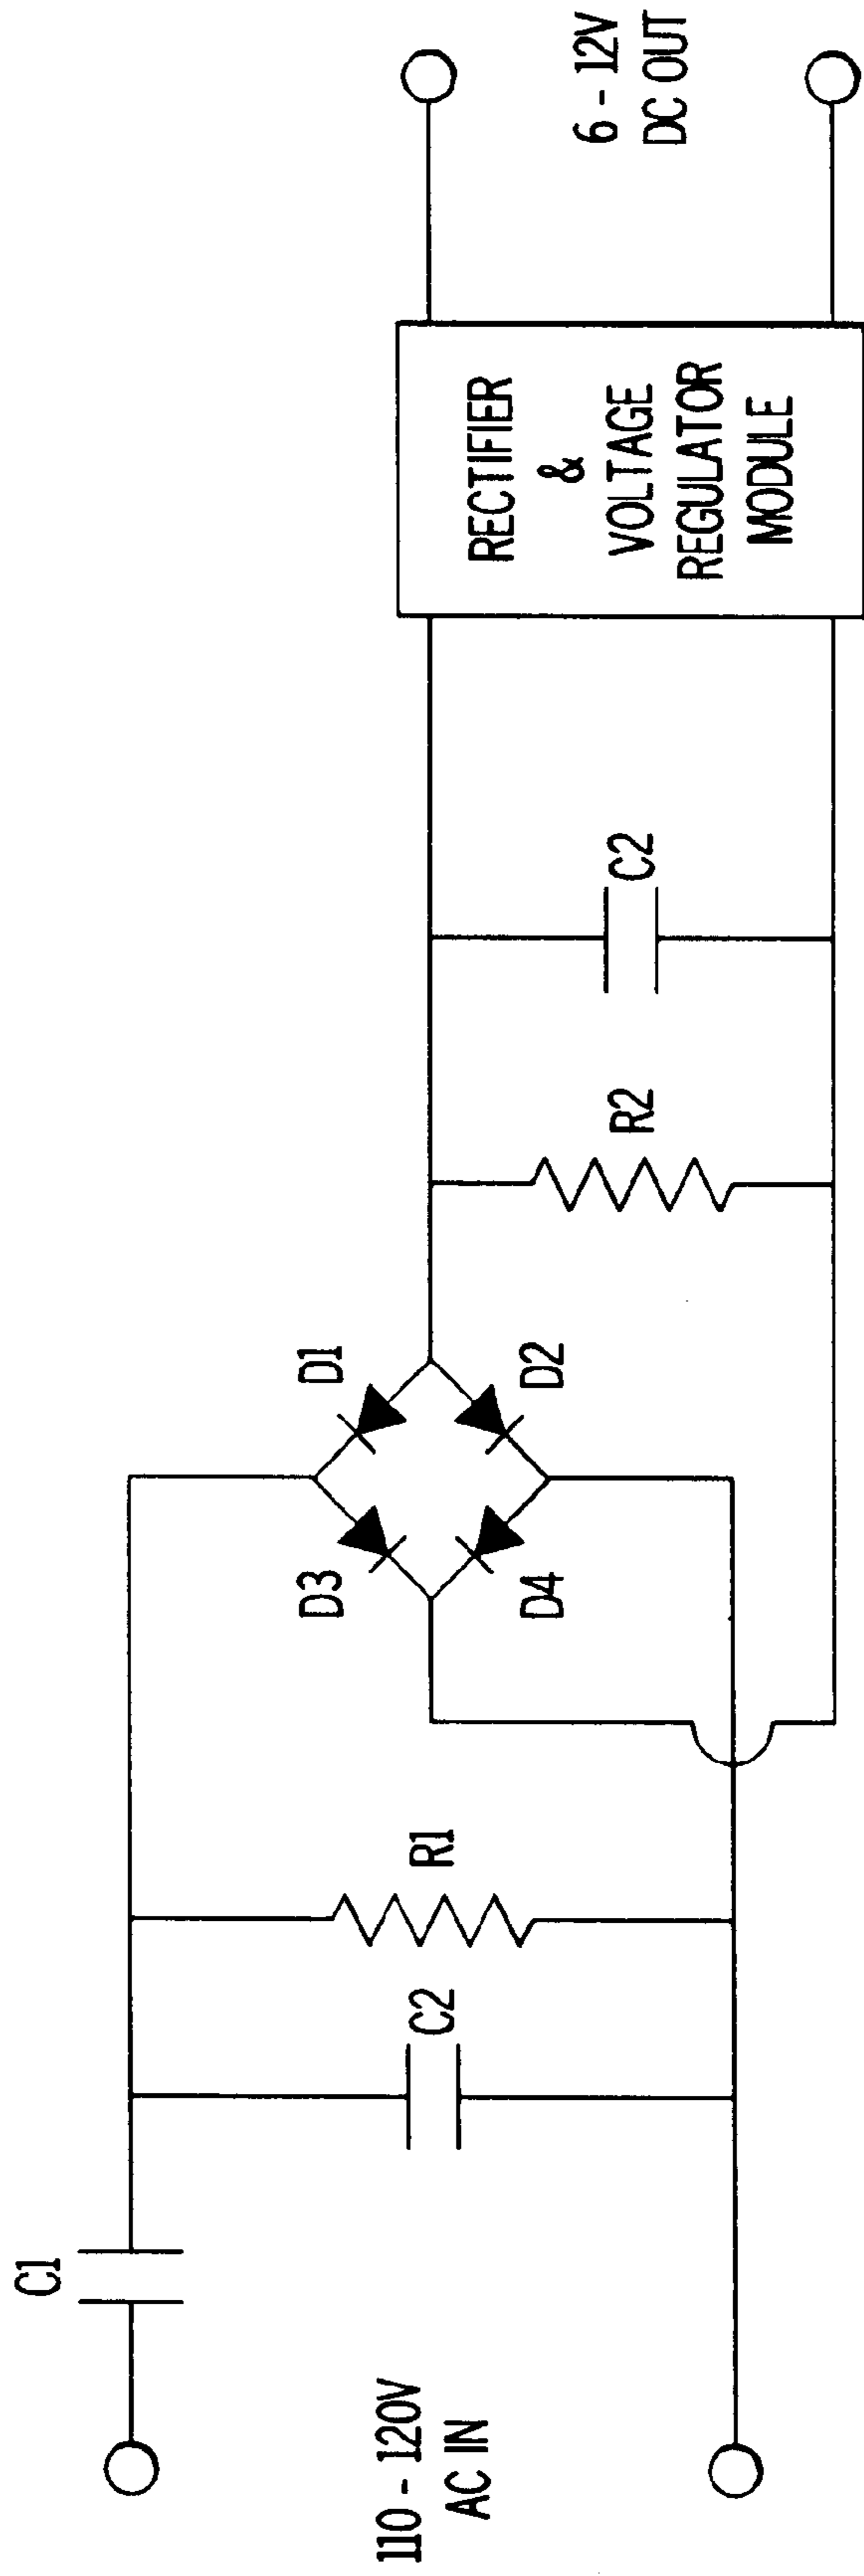 C1
110 - 120V
AC IN
C2
R1
D3
D1
D4
D2
R2
C2
RECTIFIER
&
VOLTAGE
REGULATOR
MODULE
6 - 12V
DC OUT